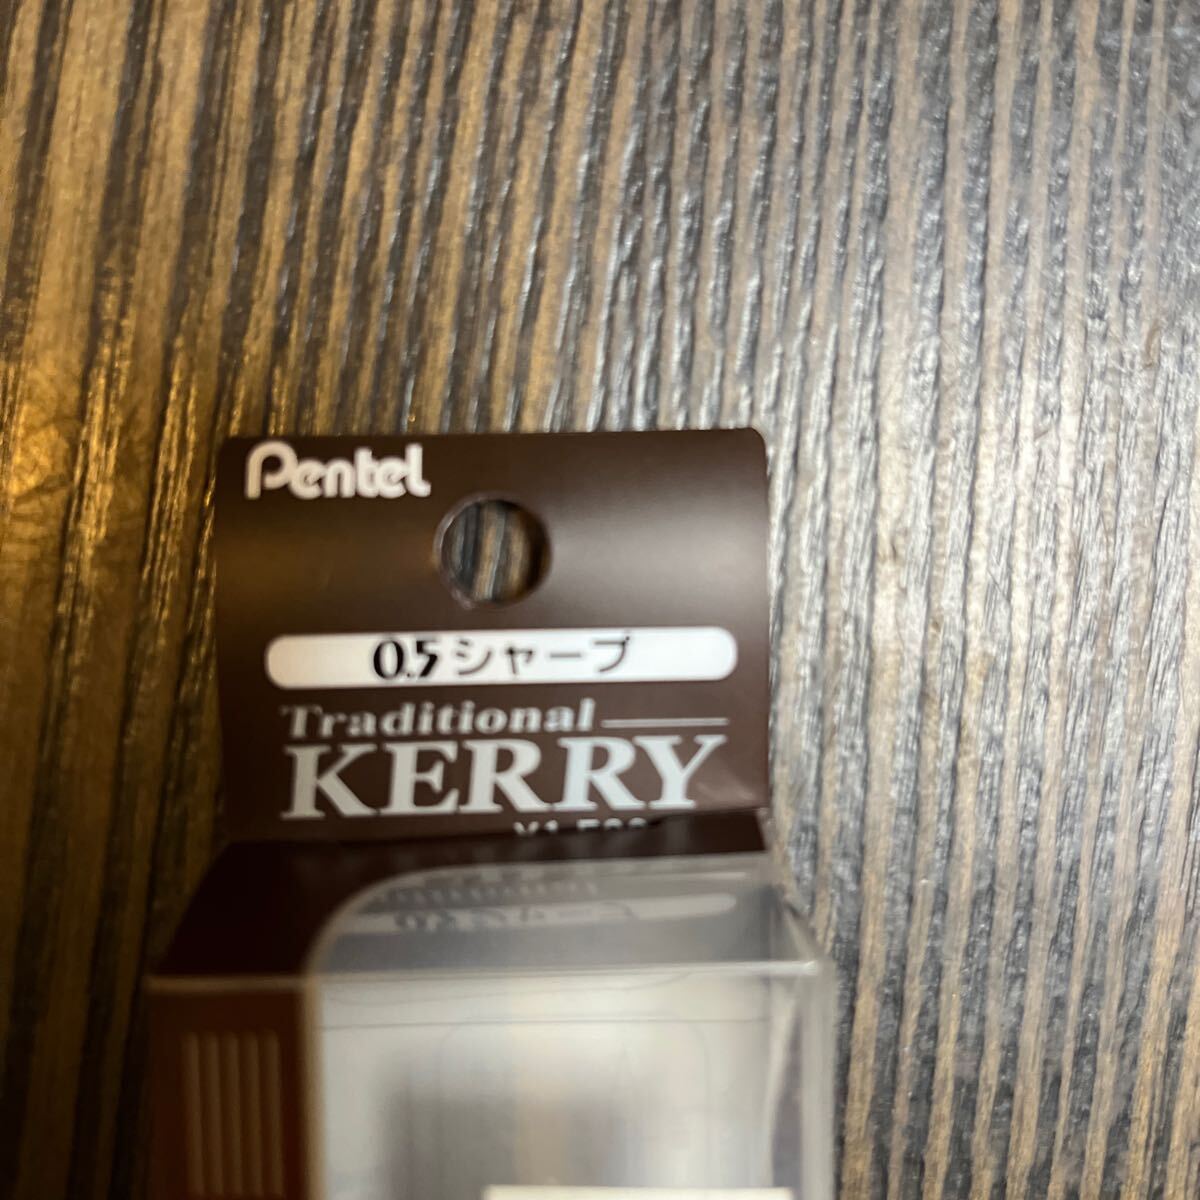 Pentel
0.5シャープ
Traditional
KERRY